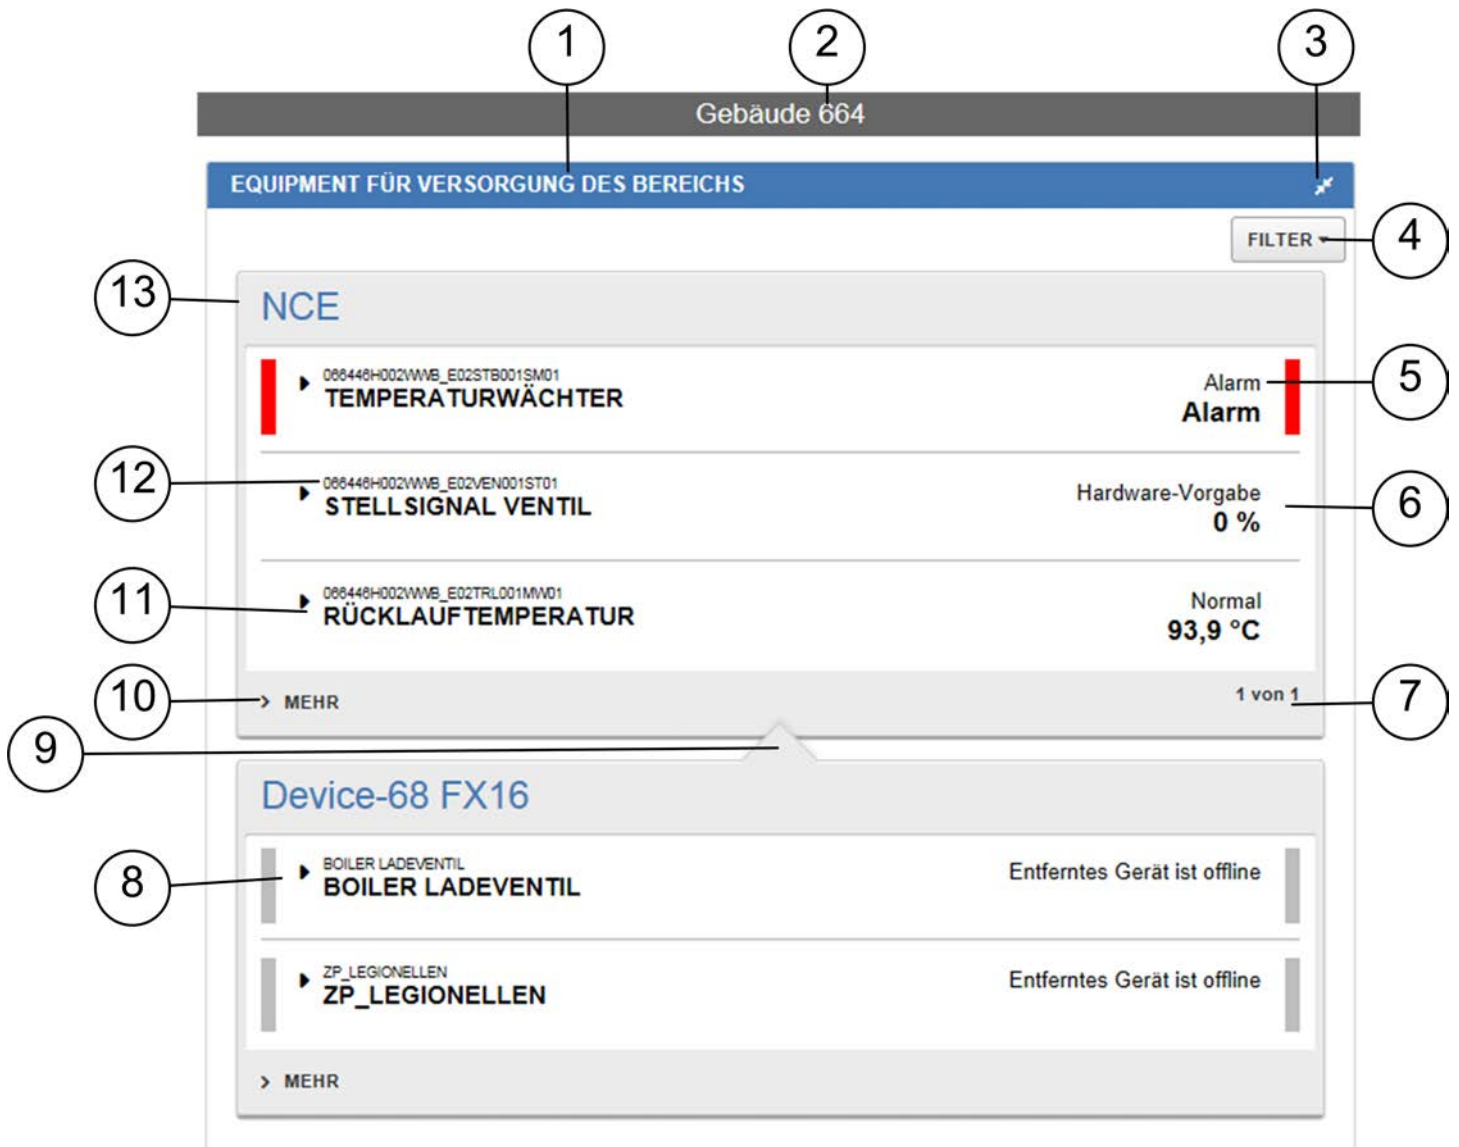 1
2
3
Gebäude 664
EQUIPMENT FÜR VERSORGUNG DES BEREICHS
FILTER
4
13
NCE
066446H002WWB_E02STB001SM01
TEMPERATURWÄCHTER
Alarm
Alarm
5
12
066446H002WWB_E02VEN001ST01
STELLSIGNAL VENTIL
Hardware-Vorgabe
0 %
6
11
066446H002WWB_E02TRL001MW01
RÜCKLAUFTEMPERATUR
Normal
93,9 °C
10
> MEHR
1 von 1
7
9
Device-68 FX16
8
BOILER LADEVENTIL
BOILER LADEVENTIL
Entferntes Gerät ist offline
ZP_LEGIONELLEN
ZP_LEGIONELLEN
Entferntes Gerät ist offline
> MEHR